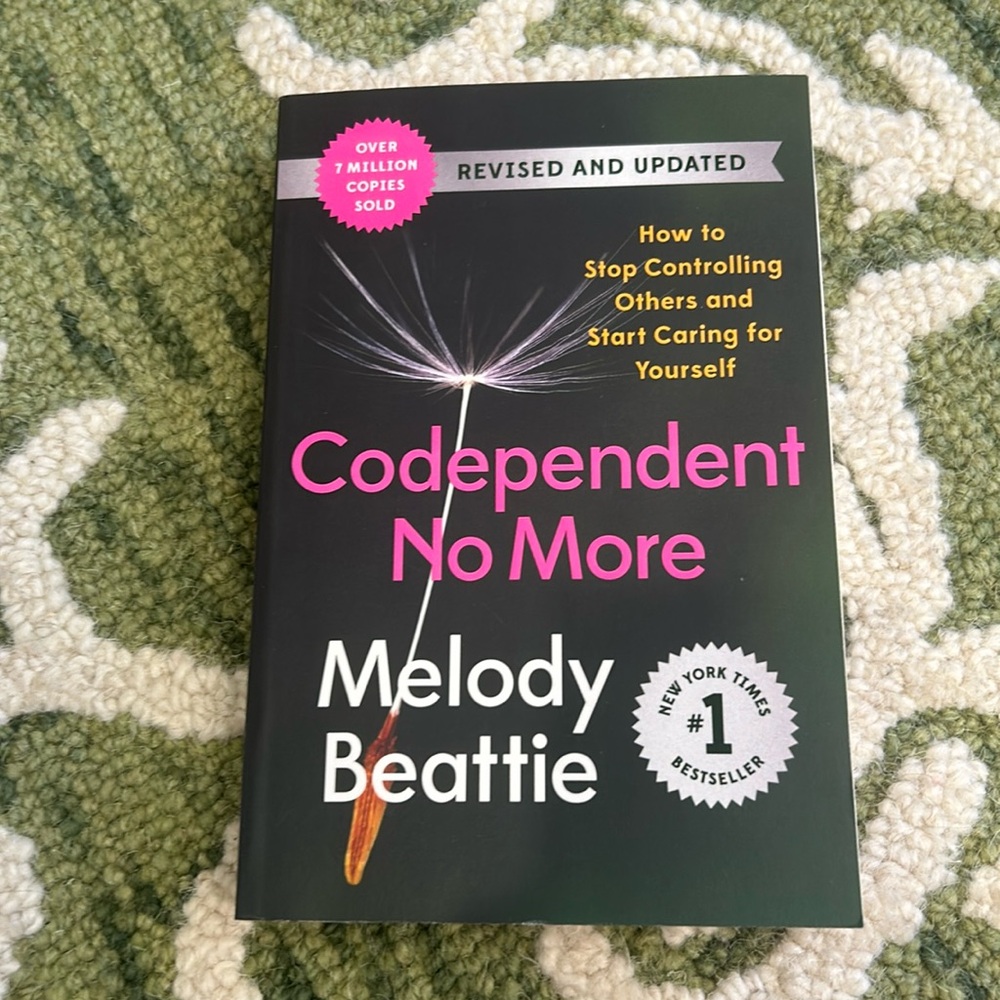 OVER
7 MILLION
COPIES
SOLD
REVISED AND UPDATED
How to
Stop Controlling
Others and
Start Caring for
Yourself
Codependent
No More
Melody
Beattie
NEW YORK TIMES
#1
BESTSELLER